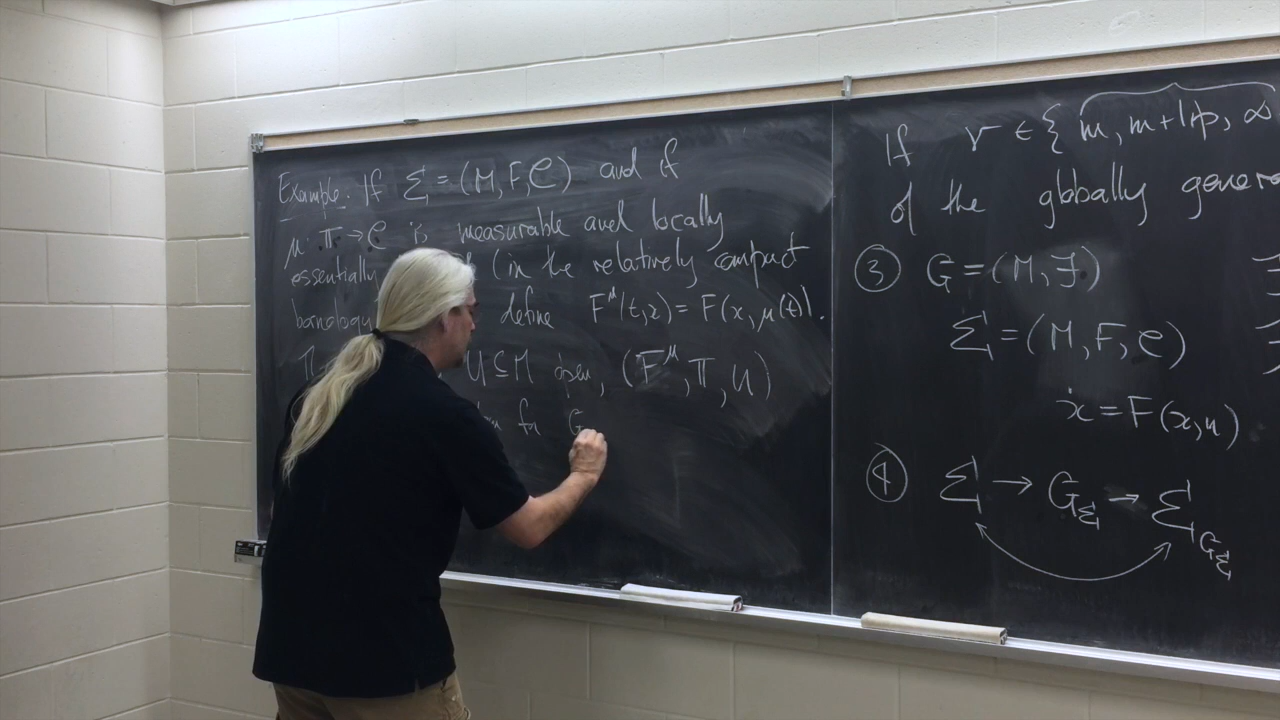 Example. If Σ = (M, F, C) and if
μ: 𝕋 → C is measurable and locally
essentially (in the relatively compact
bornology define F^μ(t,x) = F(x, μ(t)).
U ⊆ M open, (F^μ, 𝕋, U)
for G
If r ∈ { m, m+lip, ∞
of the globally genera
③ G = (M, ℱ)
Σ = (M, F, C)
ẋ = F(x,u)
④ Σ → G_Σ → Σ_{G_Σ}